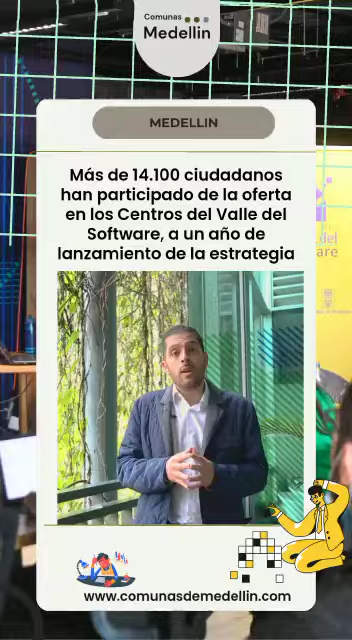 Comunas
Medellin
MEDELLIN
Más de 14.100 ciudadanos
han participado de la oferta
en los Centros del Valle del
Software, a un año de
lanzamiento de la estrategia
www.comunasdemedellin.com